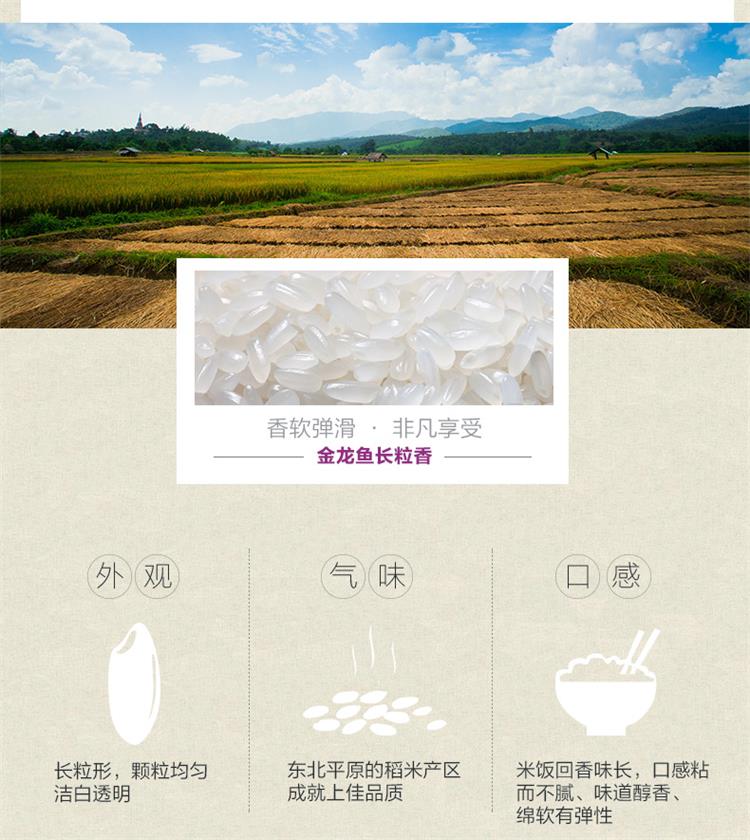 香软弹滑 · 非凡享受
金龙鱼长粒香
外观
气味
口感
长粒形，颗粒均匀
洁白透明
东北平原的稻米产区
成就上佳品质
米饭回香味长，口感粘
而不腻、味道醇香、
绵软有弹性